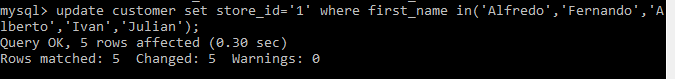 mysql> update customer set store_id='1' where first_name in('Alfredo','Fernando','A
lberto','Ivan','Julian');
Query OK, 5 rows affected (0.30 sec)
Rows matched: 5  Changed: 5  Warnings: 0